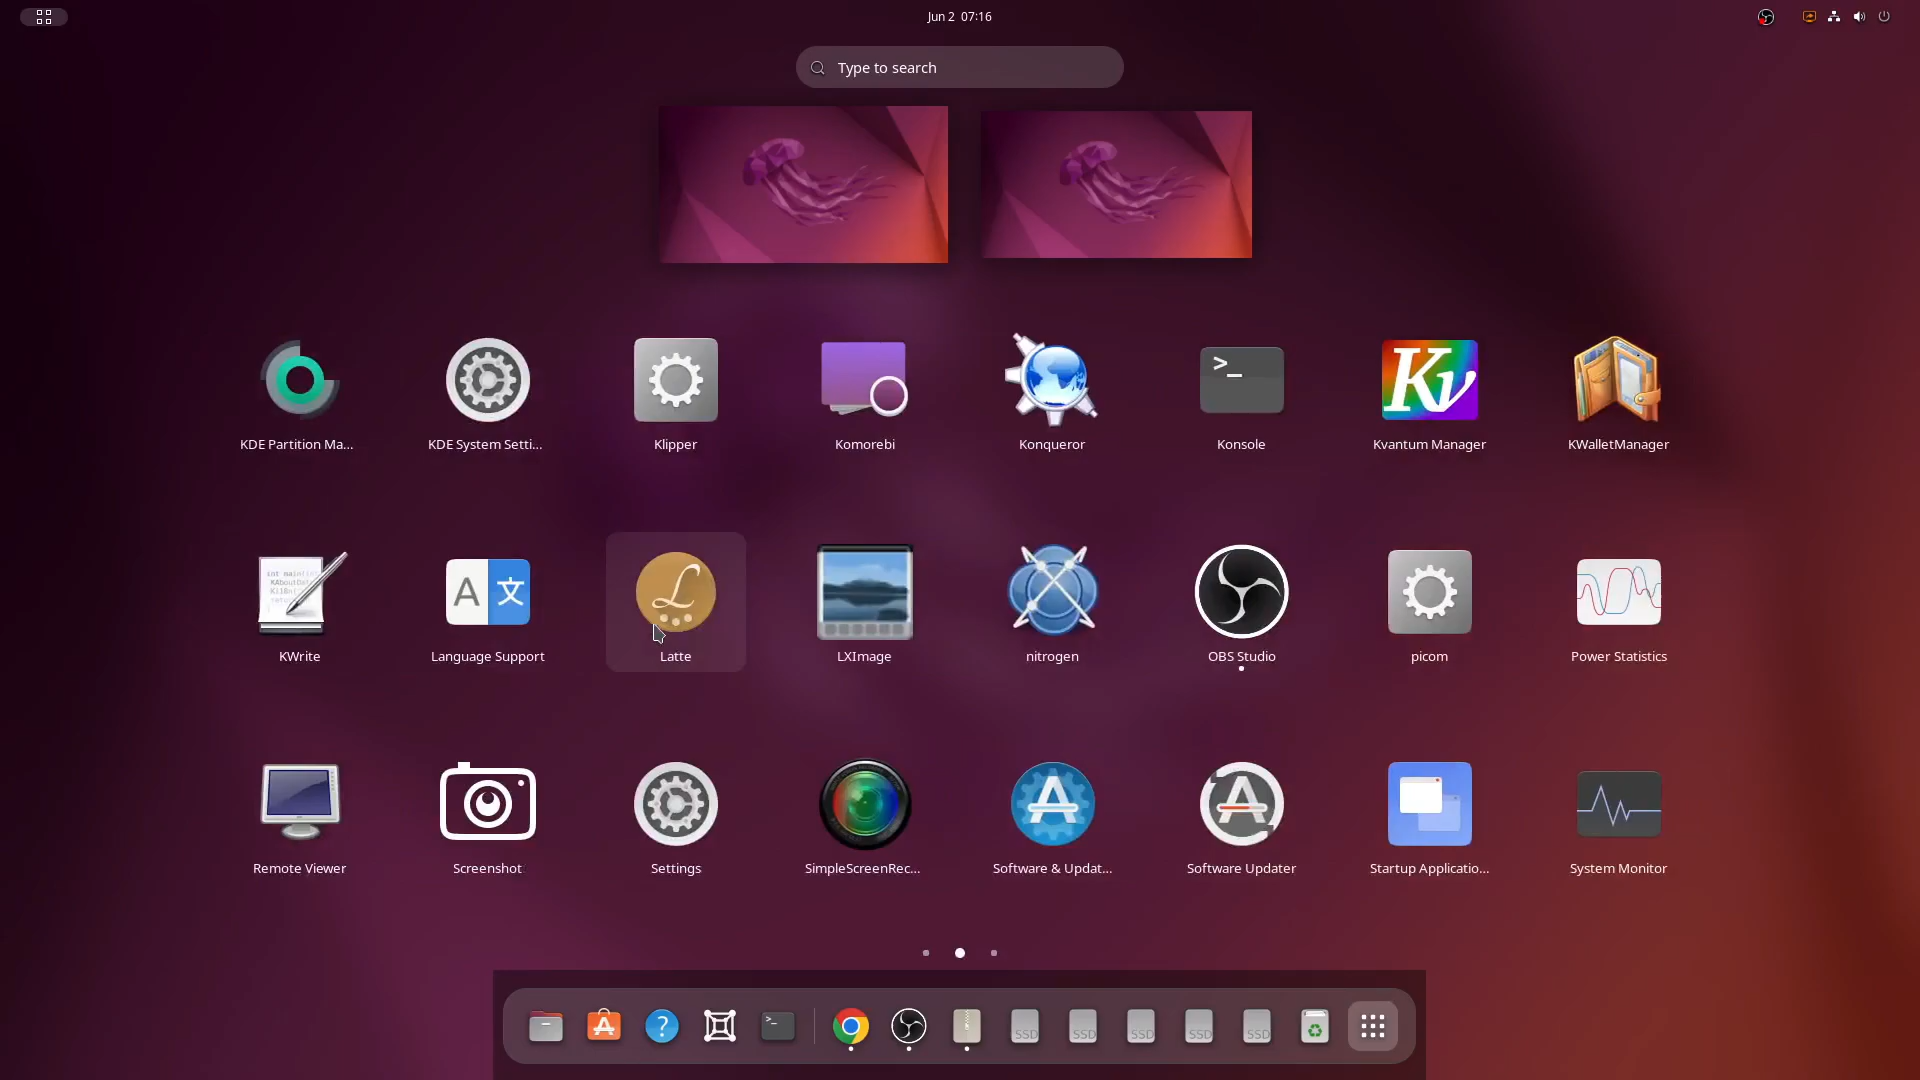 Jun 2 07:16
Type to search
KDE Partition Ma...
KDE System Setti...
Klipper
Komorebi
Konqueror
Konsole
Kvantum Manager
KWalletManager
KWrite
Language Support
Latte
LXImage
nitrogen
OBS Studio
picom
Power Statistics
Remote Viewer
Screenshot
Settings
SimpleScreenRec...
Software & Updat...
Software Updater
Startup Applicatio...
System Monitor
SSD
SSD
SSD
SSD
SSD